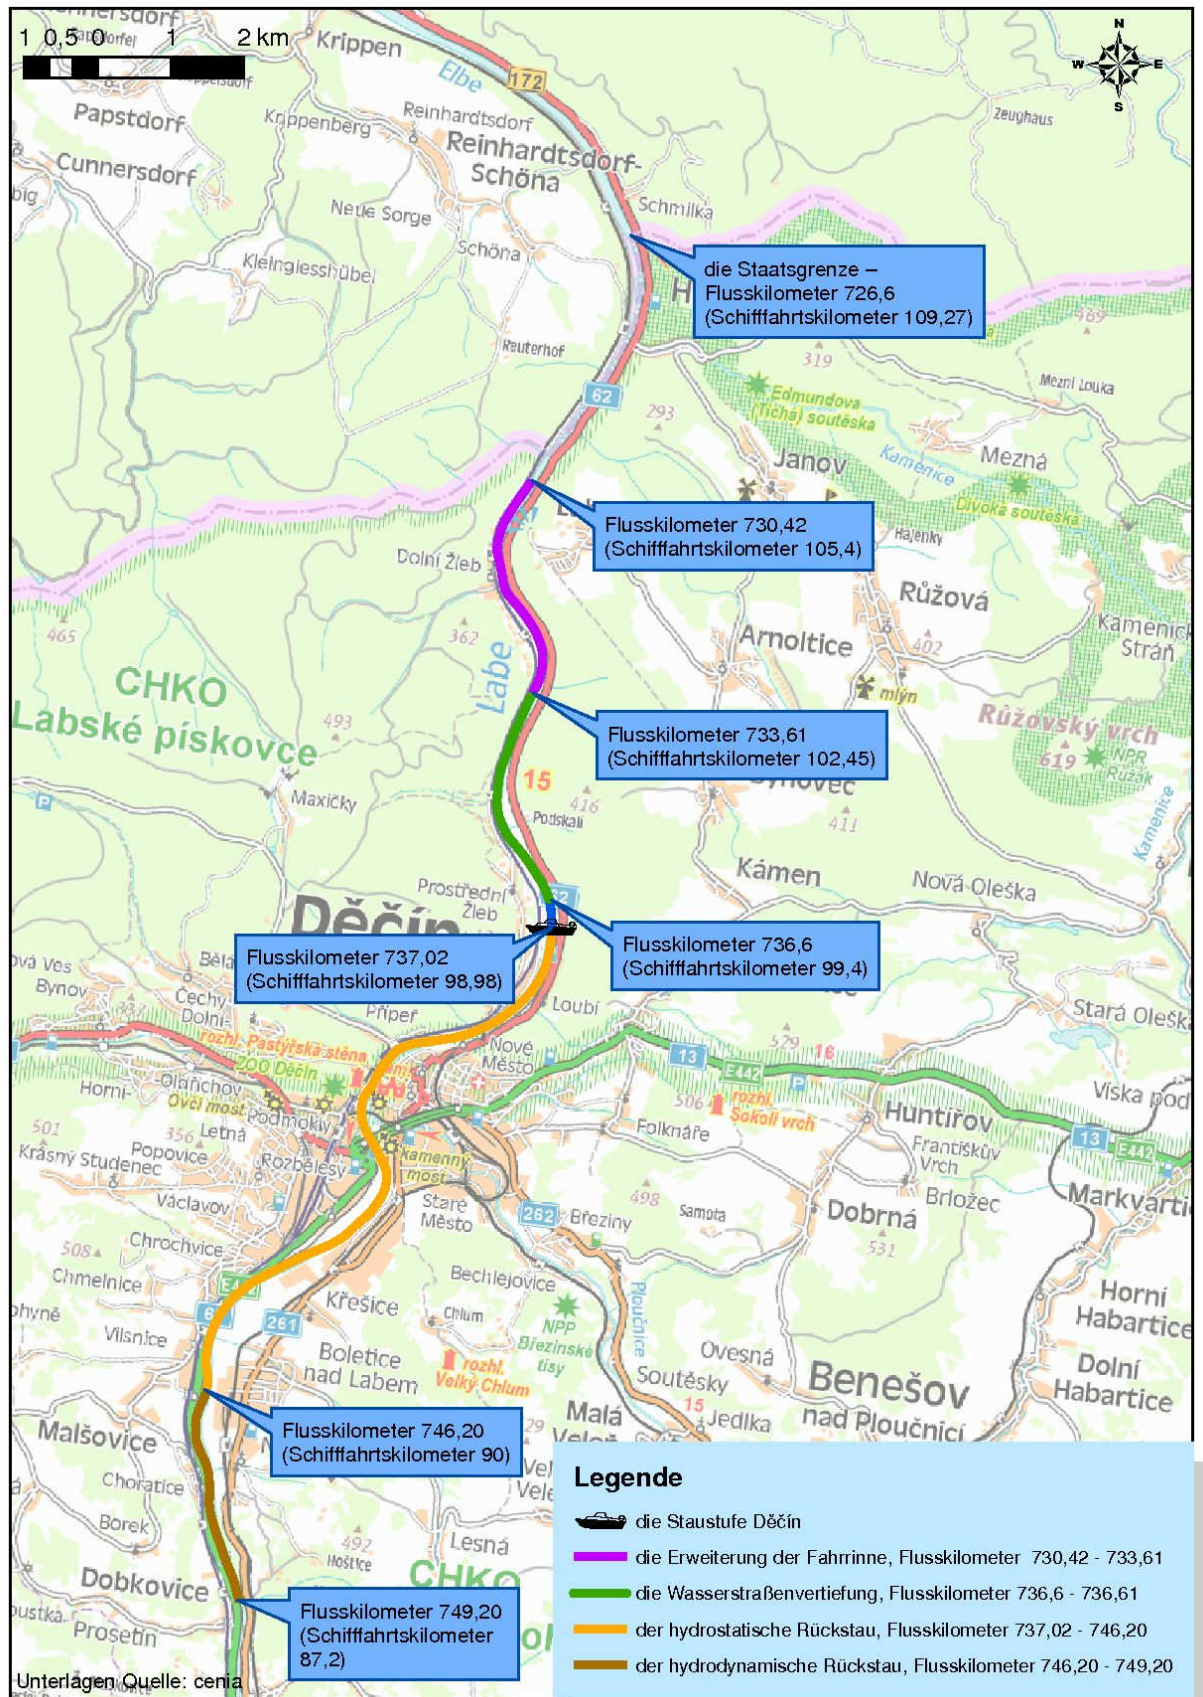 1 0,5 0 1 2 km
N
W E
S
Krippen
Elbe
172
Zeughaus
Papstdorf
Krippenberg
Reinhardtsdorf
Reinhardtsdorf-
Schöna
Cunnersdorf
Neue Sorge
Schmilka
Schöna
Kleingiesshübel
die Staatsgrenze –
Flusskilometer 726,6
(Schifffahrtskilometer 109,27)
469
Reuterhof
319
Mezní Louka
62
Edmundova
(Tichá) soutěska
293
Janov
Kamenice
Mezná
Divoká soutěska
Flusskilometer 730,42
(Schifffahrtskilometer 105,4)
Hájenky
Dolní Žleb
Růžová
465
362
Arnoltice
402
Kamenick
Stráň
Labe
mlýn
CHKO
Labské pískovce
493
Růžovský vrch
619
NPR
Růžák
Flusskilometer 733,61
(Schifffahrtskilometer 102,45)
15
Maxičky
416
Podskalí
411
Kamenice
Kámen
Nová Oleška
Prostřední
Žleb
Děčín
Flusskilometer 737,02
(Schifffahrtskilometer 98,98)
Flusskilometer 736,6
(Schifffahrtskilometer 99,4)
Bynov
Čechy
Dolní-
Přípeř
Loubí
Stará Olešk
rozhl. Pastýřská stěna
ZOO Děčín
Nové
Město
529
16
13
E442
Horní-
-Oldřichov
Ovčí most
Podmokly
506
rozhl.
Sokolí vrch
Huntířov
Víska pod
501
356
Letná
Popovice
Krásný Studenec
Rozbělesy
kamenný
most
Folknáře
Františkův
Vrch
13
E442
Václavov
Staré
Město
498
Samota
262
Březiny
Dobrná
Brložec
Markvarti
Chrochvice
508
531
Chmelnice
Bechlejovice
Ploučnice
Horní
Habartice
Křešice
Chlum
NPP
Březinské
tisy
Vilsnice
261
Boletice
nad Labem
rozhl.
Velký Chlum
Ovesná
Soutěsky
Benešov
nad Ploučnicí
Dolní
Habartice
15
Jedlka
Malá
Flusskilometer 746,20
(Schifffahrtskilometer 90)
Malšovice
Choratice
Borek
492
Hoštice
Lesná
CHKO
Dobkovice
Prosetín
Flusskilometer 749,20
(Schifffahrtskilometer
87,2)
Legende
die Staustufe Děčín
die Erweiterung der Fahrrinne, Flusskilometer 730,42 - 733,61
die Wasserstraßenvertiefung, Flusskilometer 736,6 - 736,61
der hydrostatische Rückstau, Flusskilometer 737,02 - 746,20
der hydrodynamische Rückstau, Flusskilometer 746,20 - 749,20
Unterlagen Quelle: cenia